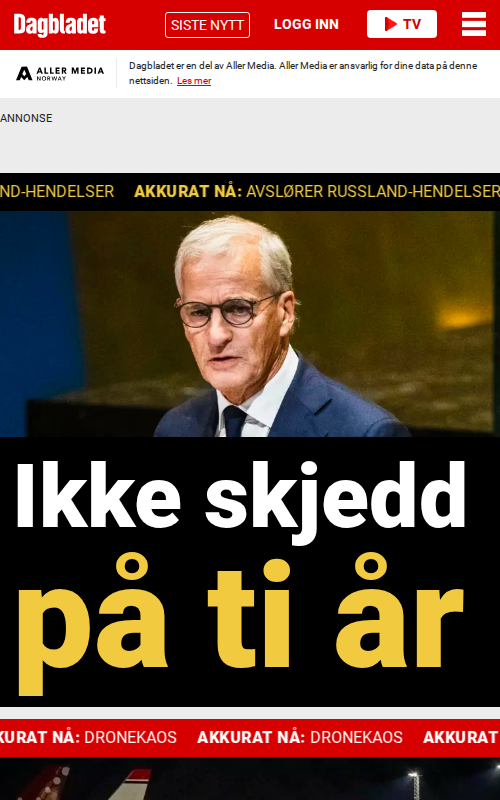 Dagbladet
SISTE NYTT
LOGG INN
TV
ALLER MEDIA
NORWAY
Dagbladet er en del av Aller Media. Aller Media er ansvarlig for dine data på denne
nettsiden. Les mer
ANNONSE
ND-HENDELSER AKKURAT NÅ: AVSLØRER RUSSLAND-HENDELSER
Ikke skjedd
på ti år
KURAT NÅ: DRONEKAOS AKKURAT NÅ: DRONEKAOS AKKURAT